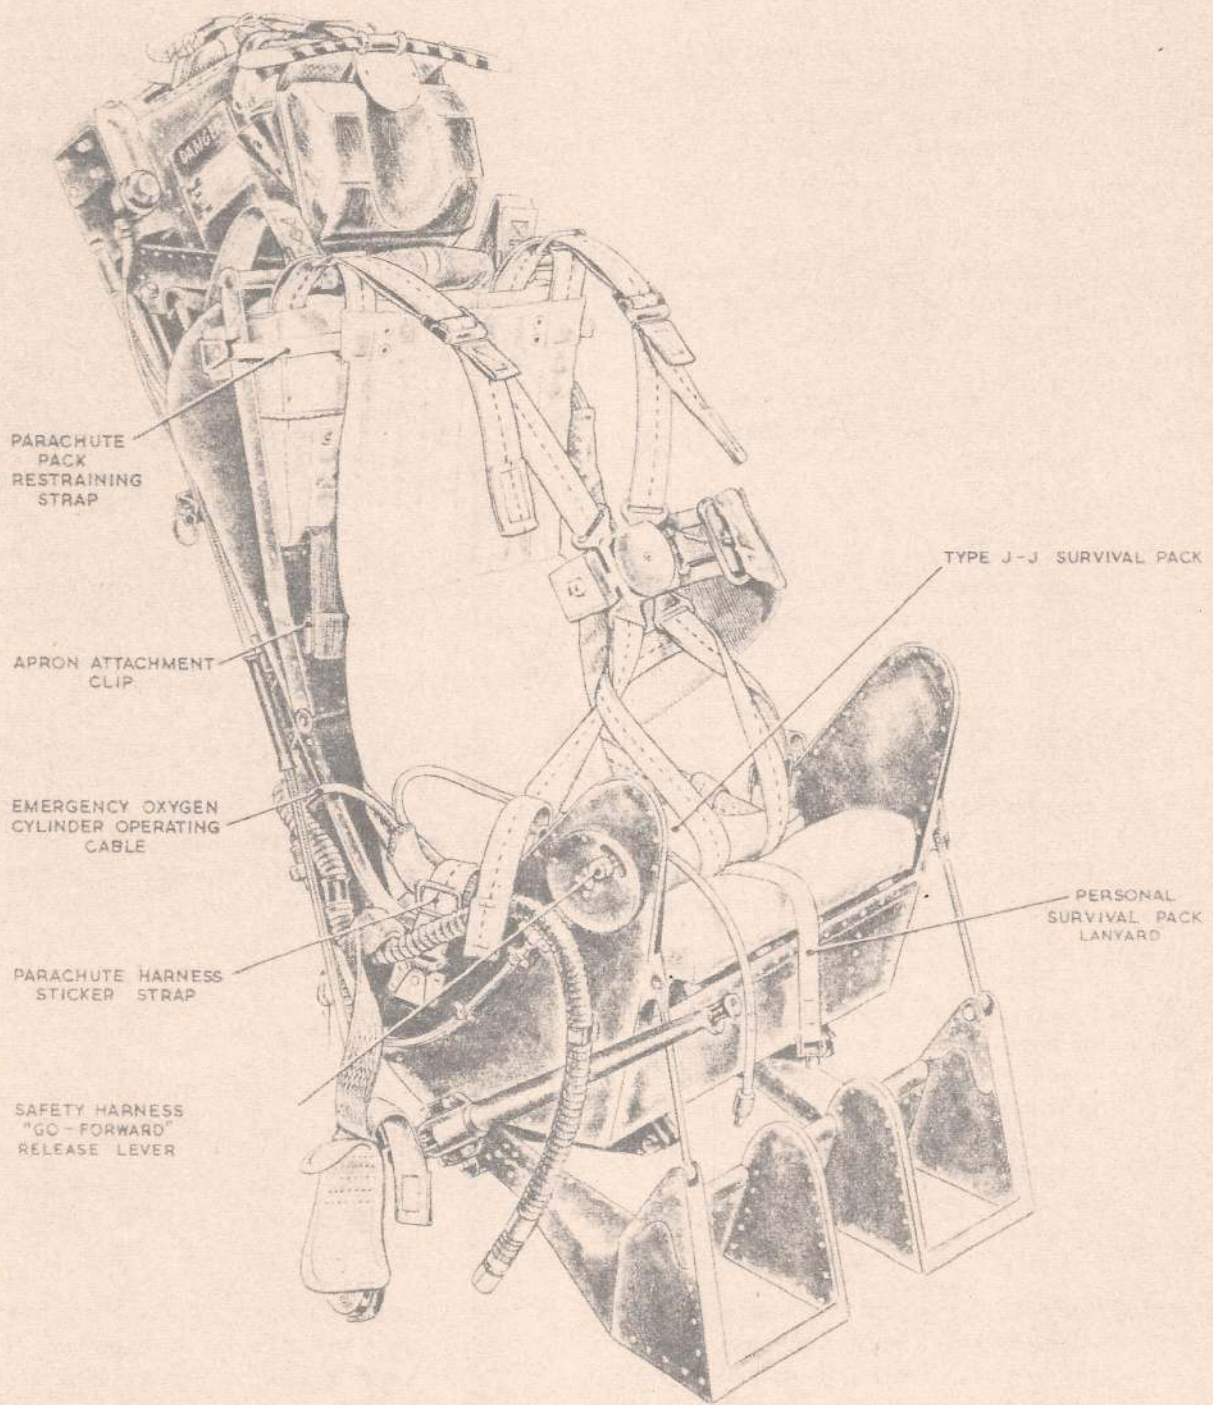 DANGER
PARACHUTE
PACK
RESTRAINING
STRAP
TYPE J-J SURVIVAL PACK
APRON ATTACHMENT
CLIP
EMERGENCY OXYGEN
CYLINDER OPERATING
CABLE
PERSONAL
SURVIVAL PACK
LANYARD
PARACHUTE HARNESS
STICKER STRAP
SAFETY HARNESS
"GO-FORWARD"
RELEASE LEVER